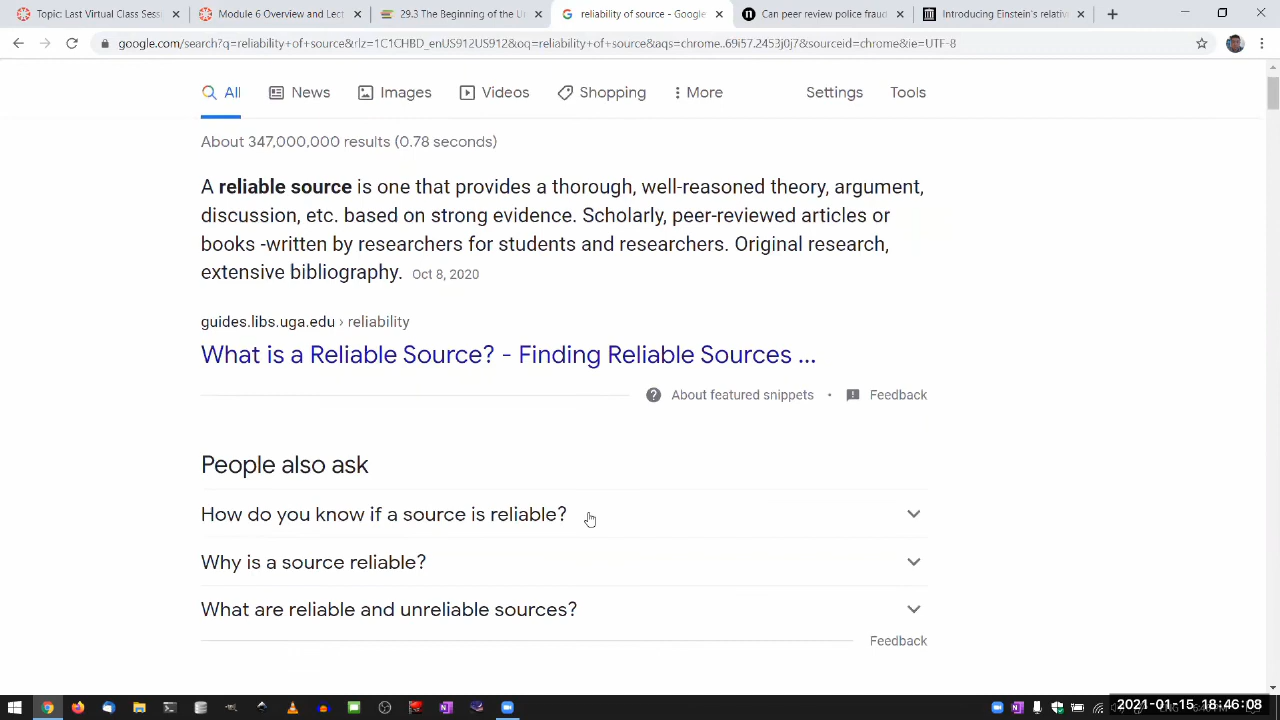 Topic: Last Virtual Class Sess
Module 6 Overview and Lect
29.3 The Beginning of the Un
reliability of source - Google
Can peer review police fraud
Introducing Einstein's relativ
google.com/search?q=reliability+of+source&rlz=1C1CHBD_enUS912US912&oq=reliability+of+source&aqs=chrome..69i57.2453j0j7&sourceid=chrome&ie=UTF-8
All
News
Images
Videos
Shopping
More
Settings
Tools
About 347,000,000 results (0.78 seconds)
A reliable source is one that provides a thorough, well-reasoned theory, argument,
discussion, etc. based on strong evidence. Scholarly, peer-reviewed articles or
books -written by researchers for students and researchers. Original research,
extensive bibliography. Oct 8, 2020
guides.libs.uga.edu › reliability
What is a Reliable Source? - Finding Reliable Sources ...
About featured snippets • Feedback
People also ask
How do you know if a source is reliable?
Why is a source reliable?
What are reliable and unreliable sources?
Feedback
2021-01-15 18:46:08